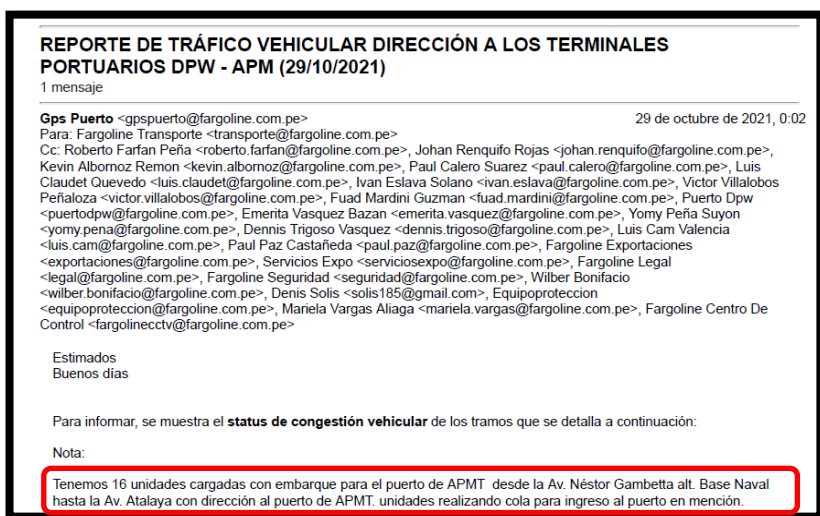 REPORTE DE TRÁFICO VEHICULAR DIRECCIÓN A LOS TERMINALES
PORTUARIOS DPW - APM (29/10/2021)
1 mensaje
Gps Puerto <gpspuerto@fargoline.com.pe> 29 de octubre de 2021, 0:02
Para: Fargoline Transporte <transporte@fargoline.com.pe>
Cc: Roberto Farfan Peña <roberto.farfan@fargoline.com.pe>, Johan Renquifo Rojas <johan.renquifo@fargoline.com.pe>,
Kevin Albornoz Remon <kevin.albornoz@fargoline.com.pe>, Paul Calero Suarez <paul.calero@fargoline.com.pe>, Luis
Claudet Quevedo <luis.claudet@fargoline.com.pe>, Ivan Eslava Solano <ivan.eslava@fargoline.com.pe>, Victor Villalobos
Peñaloza <victor.villalobos@fargoline.com.pe>, Fuad Mardini Guzman <fuad.mardini@fargoline.com.pe>, Puerto Dpw
<puertodpw@fargoline.com.pe>, Emerita Vasquez Bazan <emerita.vasquez@fargoline.com.pe>, Yomy Peña Suyon
<yomy.pena@fargoline.com.pe>, Dennis Trigoso Vasquez <dennis.trigoso@fargoline.com.pe>, Luis Cam Valencia
<luis.cam@fargoline.com.pe>, Paul Paz Castañeda <paul.paz@fargoline.com.pe>, Fargoline Exportaciones
<exportaciones@fargoline.com.pe>, Servicios Expo <serviciosexpo@fargoline.com.pe>, Fargoline Legal
<legal@fargoline.com.pe>, Fargoline Seguridad <seguridad@fargoline.com.pe>, Wilber Bonifacio
<wilber.bonifacio@fargoline.com.pe>, Denis Solis <solis185@gmail.com>, Equipoproteccion
<equipoproteccion@fargoline.com.pe>, Mariela Vargas Aliaga <mariela.vargas@fargoline.com.pe>, Fargoline Centro De
Control <fargolinecctv@fargoline.com.pe>
Estimados
Buenos días
Para informar, se muestra el status de congestión vehicular de los tramos que se detalla a continuación:
Nota:
Tenemos 16 unidades cargadas con embarque para el puerto de APMT desde la Av. Néstor Gambetta alt. Base Naval
hasta la Av. Atalaya con dirección al puerto de APMT. unidades realizando cola para ingreso al puerto en mención.